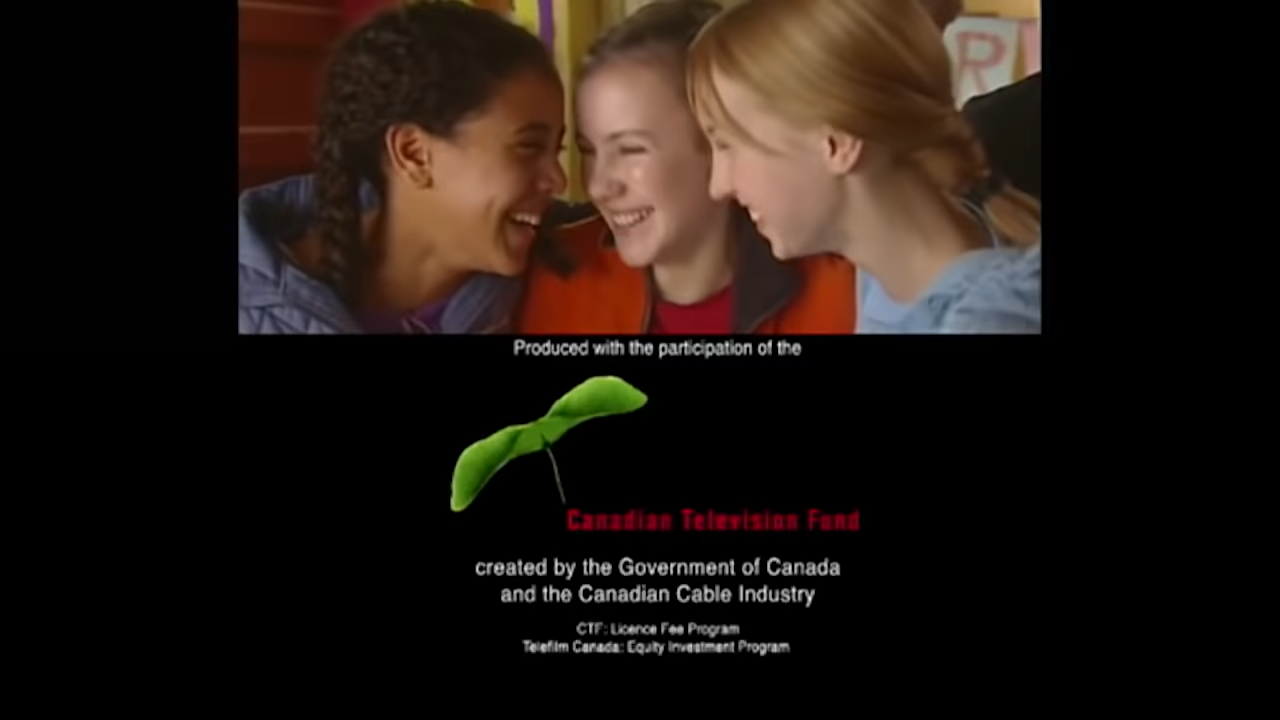 R
Produced with the participation of the
Canadian Television Fund
created by the Government of Canada
and the Canadian Cable Industry
CTF: Licence Fee Program
Telefilm Canada: Equity Investment Program